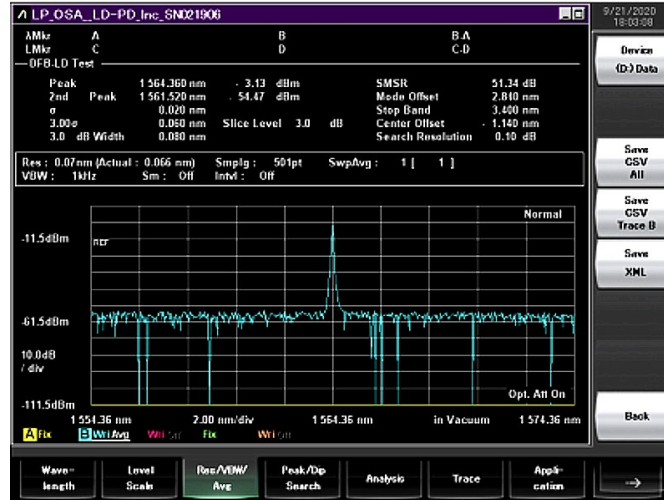 LP_OSA_LD-PD_Inc_SN021906
9/21/2020
18:03:08
λMkr A B B-A
LMkr C D C-D
DFB-LD Test
Peak 1 564.360 nm - 3.13 dBm SMSR 51.34 dB
2nd Peak 1 561.520 nm - 54.47 dBm Mode Offset 2.840 nm
σ 0.020 nm Stop Band 3.400 nm
3.00σ 0.060 nm Slice Level 3.0 dB Center Offset - 1.140 nm
3.0 dB Width 0.080 nm Search Resolution 0.10 dB
Res : 0.07nm (Actual : 0.066 nm) Smplg : 501pt SwpAvg : 1 [ 1 ]
VBW : 1kHz Sm : Off Intvl : Off
Normal
-11.5dBm
REF
-61.5dBm
10.0dB
/ div
Opt. Att On
-111.5dBm
1 554.36 nm 2.00 nm/div 1564.36 nm in Vacuum 1 574.36 nm
A Fix B Wri Avg Wri Fix Wri
Device
(D:) Data
Save
CSV
All
Save
CSV
Trace B
Save
XML
Back
Wave-
length
Level
Scale
Res/VBW/
Avg
Peak/Dip
Search
Analysis
Trace
Appli-
cation
→